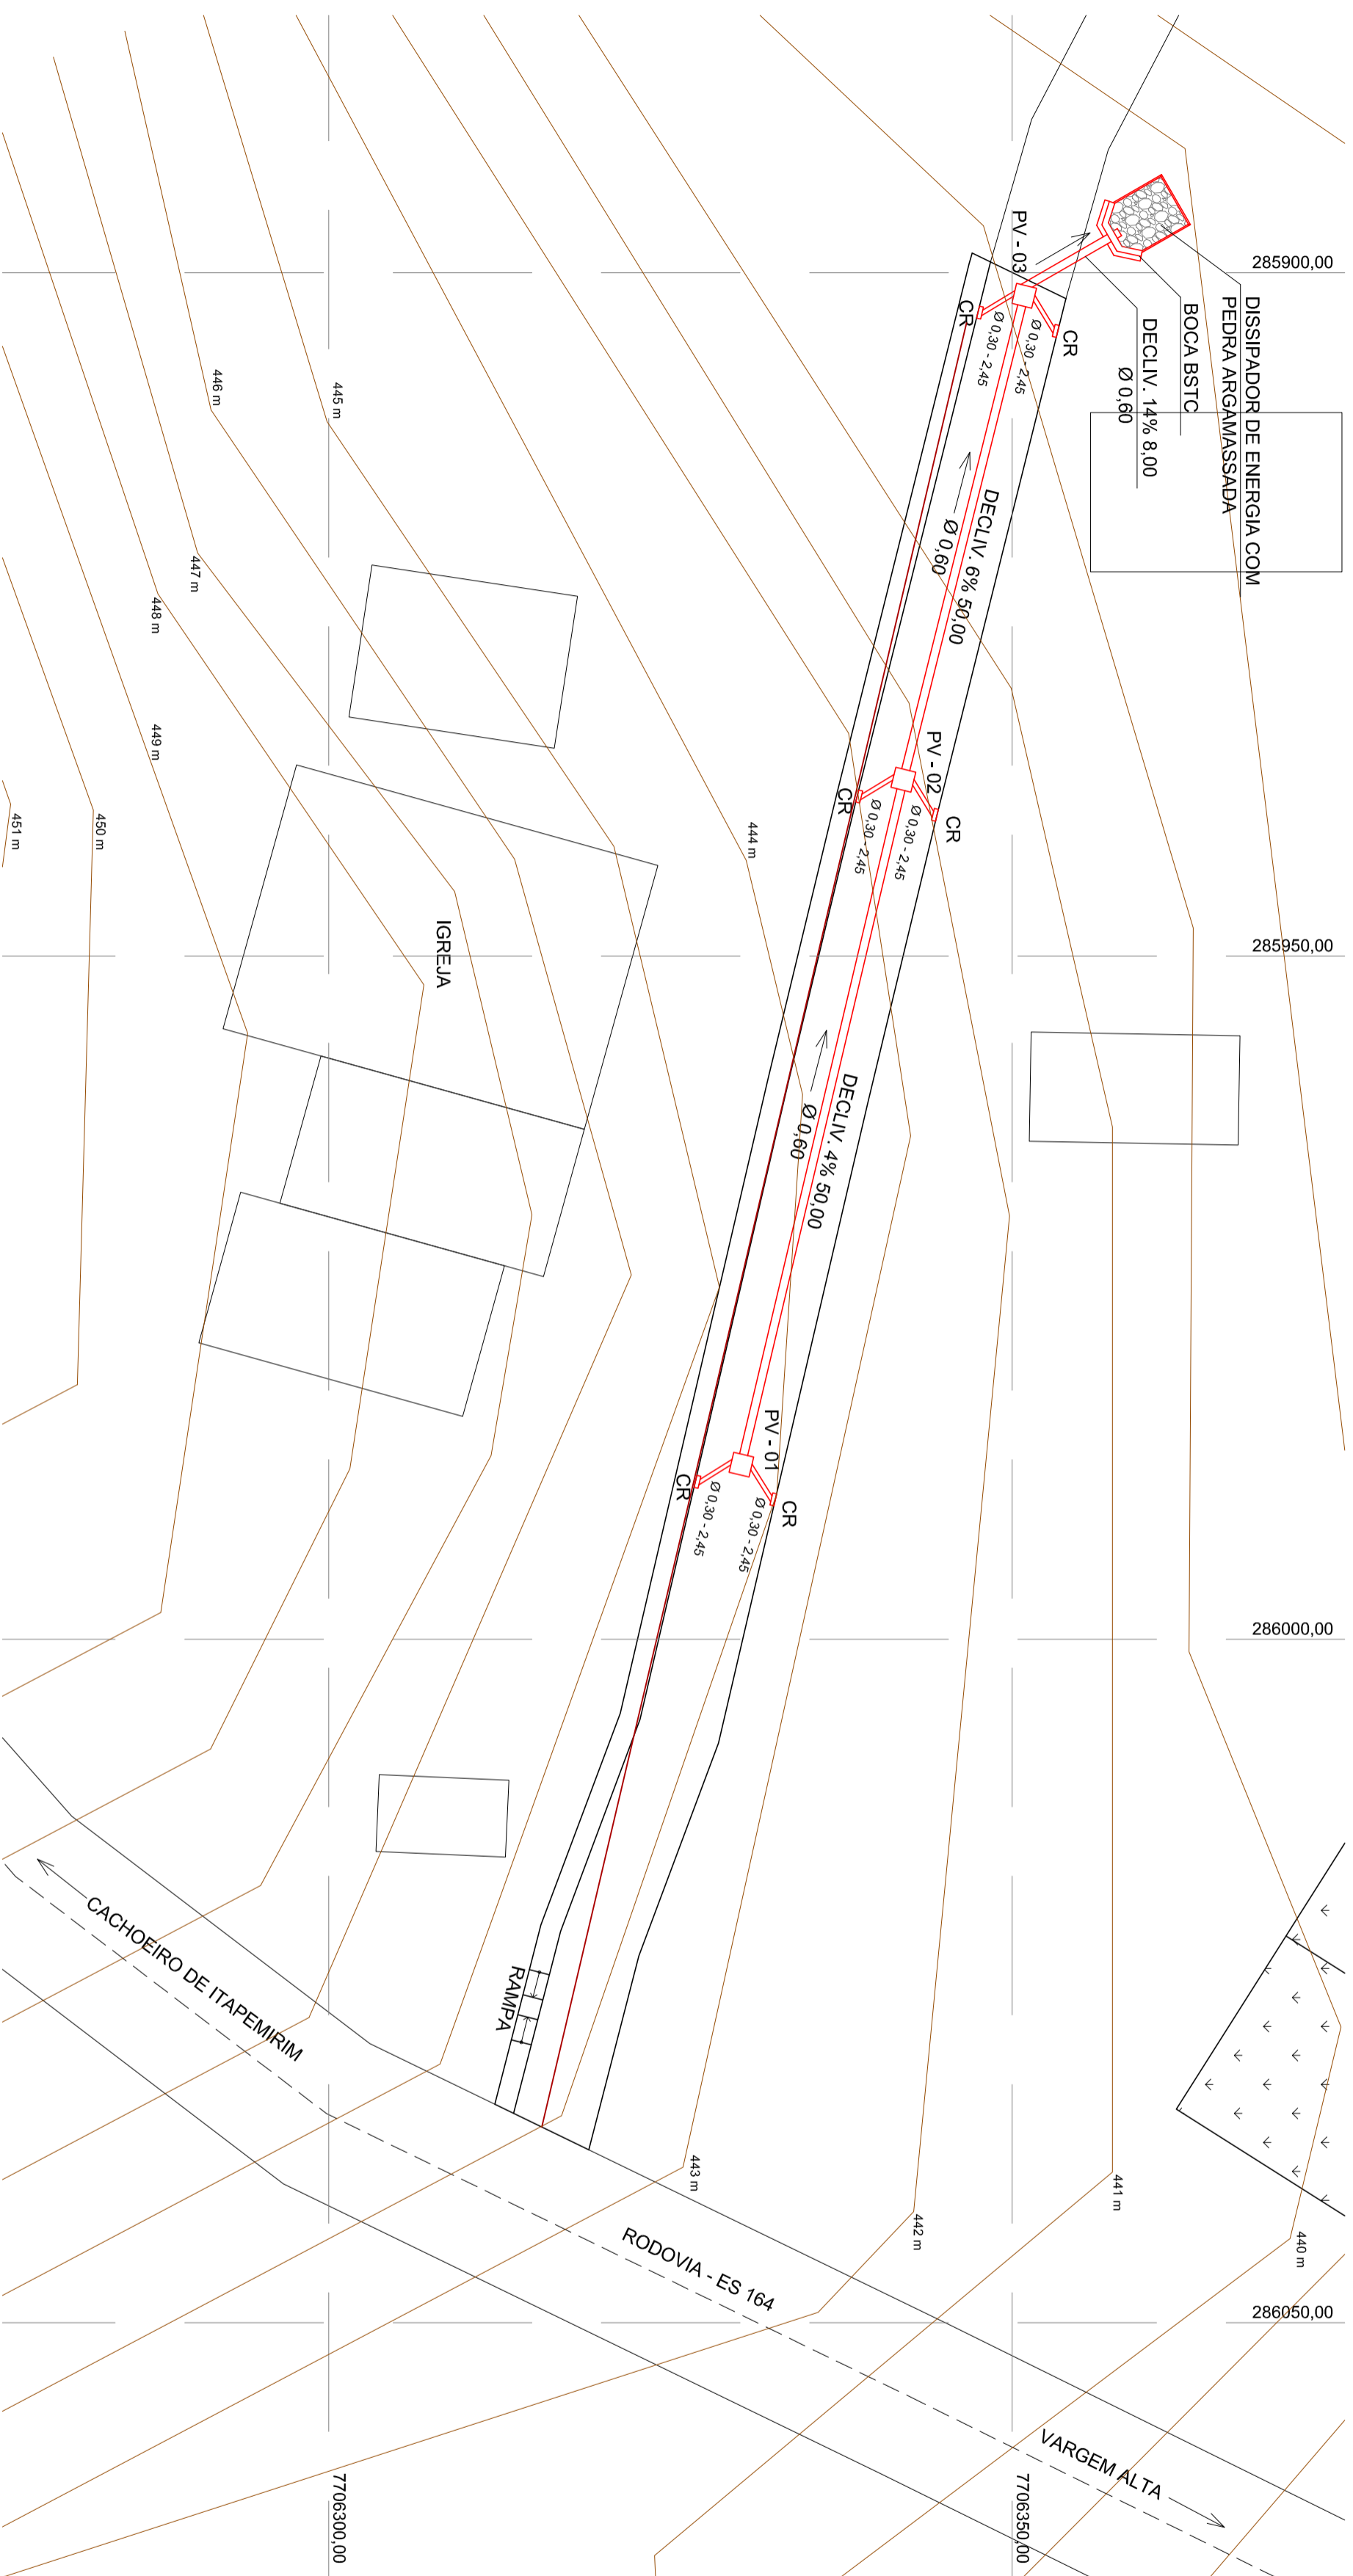 285900,00
PV - 03
CR
Ø 0,30 - 2,45
Ø 0,30 - 2,45
CR
DISSIPADOR DE ENERGIA COM
PEDRA ARGAMASSADA
BOCA BSTC
DECLIV. 14% 8,00
Ø 0,60
446 m
445 m
DECLIV. 6% 50,00
Ø 0,60
447 m
448 m
449 m
PV - 02
CR
Ø 0,30 - 2,45
Ø 0,30 - 2,45
CR
451 m
450 m
444 m
IGREJA
285950,00
DECLIV. 4% 50,00
Ø 0,60
PV - 01
CR
Ø 0,30 - 2,45
Ø 0,30 - 2,45
CR
286000,00
CACHOEIRO DE ITAPEMIRIM
RAMPA
443 m
442 m
441 m
440 m
RODOVIA - ES 164
286050,00
VARGEM ALTA
7706300,00
7706350,00